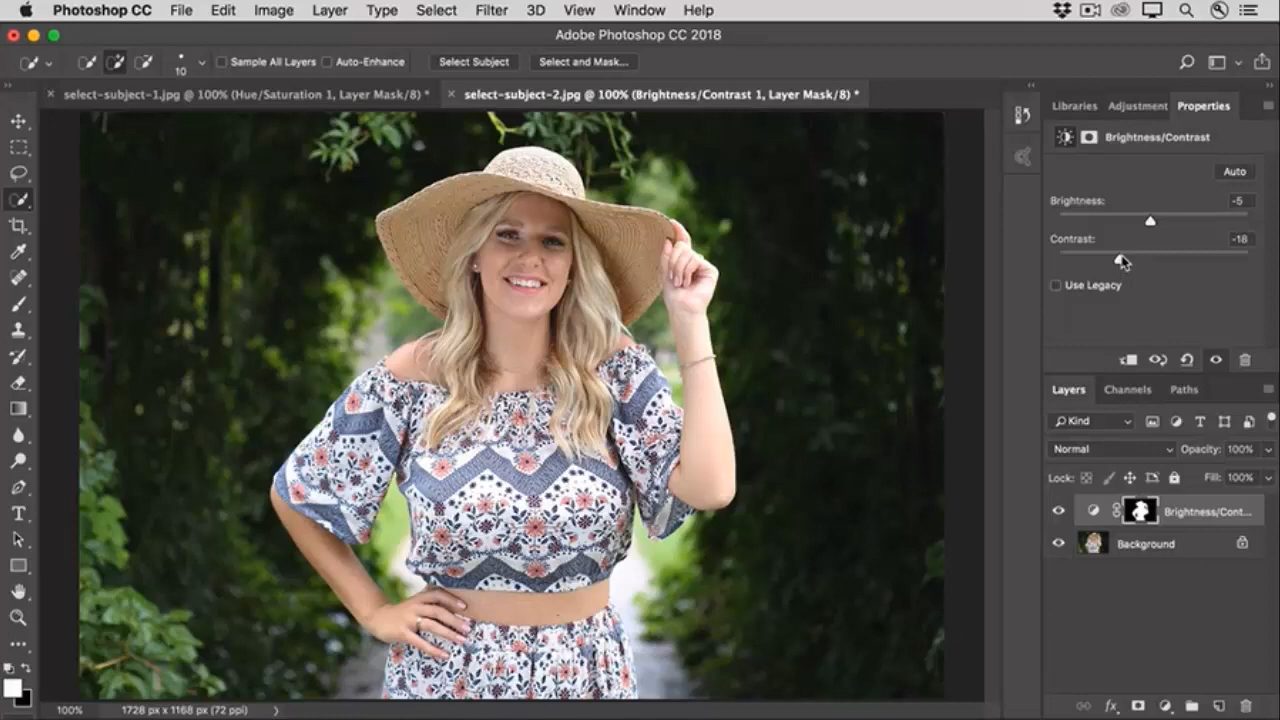 Photoshop CC File Edit Image Layer Type Select Filter 3D View Window Help
Adobe Photoshop CC 2018
10 Sample All Layers Auto-Enhance Select Subject Select and Mask...
× select-subject-1.jpg @ 100% (Hue/Saturation 1, Layer Mask/8) * × select-subject-2.jpg @ 100% (Brightness/Contrast 1, Layer Mask/8) *
Libraries Adjustment Properties
Brightness/Contrast
Auto
Brightness: -5
Contrast: -18
Use Legacy
Layers Channels Paths
Kind
Normal Opacity: 100%
Lock: Fill: 100%
Brightness/Cont...
Background
100% 1728 px x 1168 px (72 ppi)